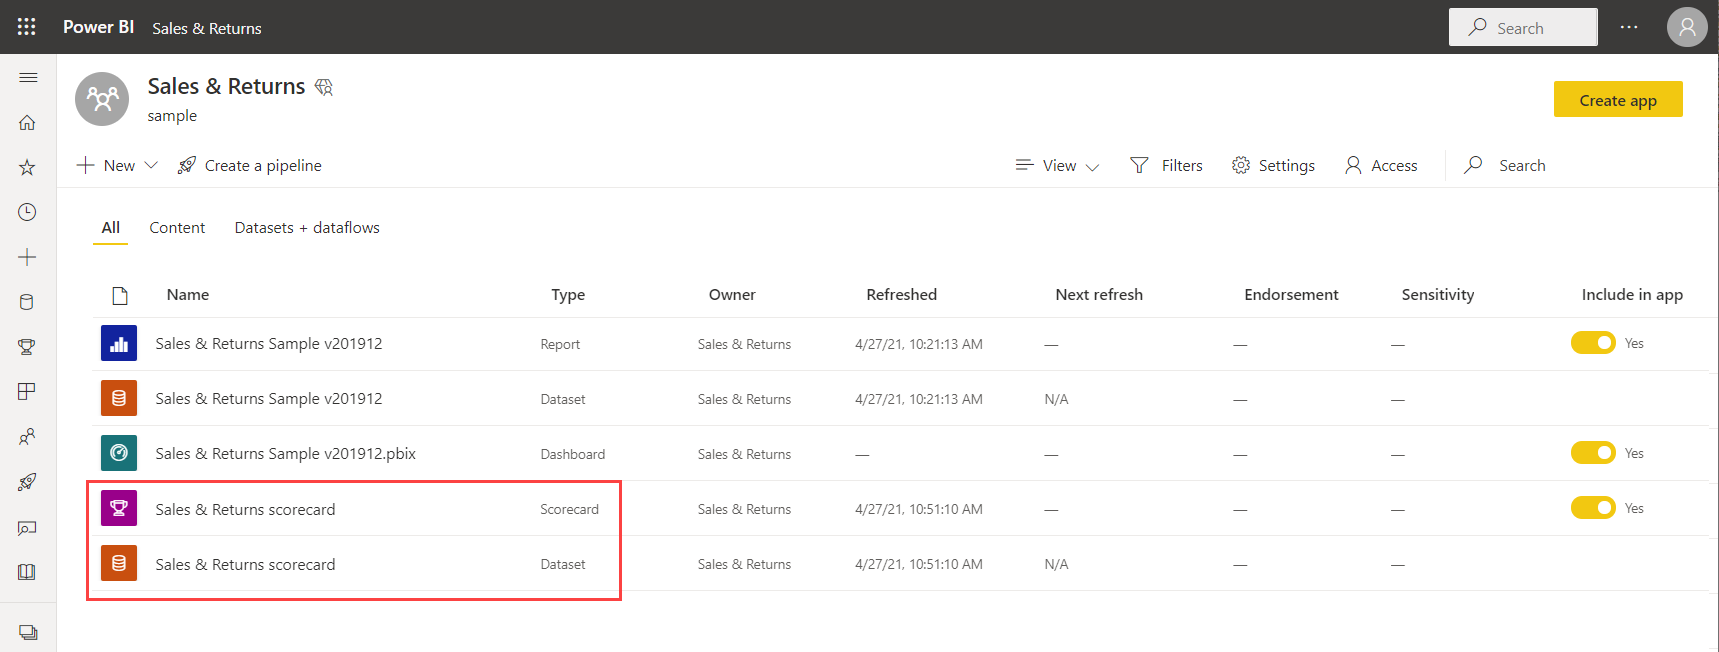 Power BI Sales & Returns Search
Sales & Returns
sample
Create app
New Create a pipeline View Filters Settings Access Search
All Content Datasets + dataflows
Name Type Owner Refreshed Next refresh Endorsement Sensitivity Include in app
Sales & Returns Sample v201912 Report Sales & Returns 4/27/21, 10:21:13 AM — — — Yes
Sales & Returns Sample v201912 Dataset Sales & Returns 4/27/21, 10:21:13 AM N/A — —
Sales & Returns Sample v201912.pbix Dashboard Sales & Returns — — — — Yes
Sales & Returns scorecard Scorecard Sales & Returns 4/27/21, 10:51:10 AM — — — Yes
Sales & Returns scorecard Dataset Sales & Returns 4/27/21, 10:51:10 AM N/A — —